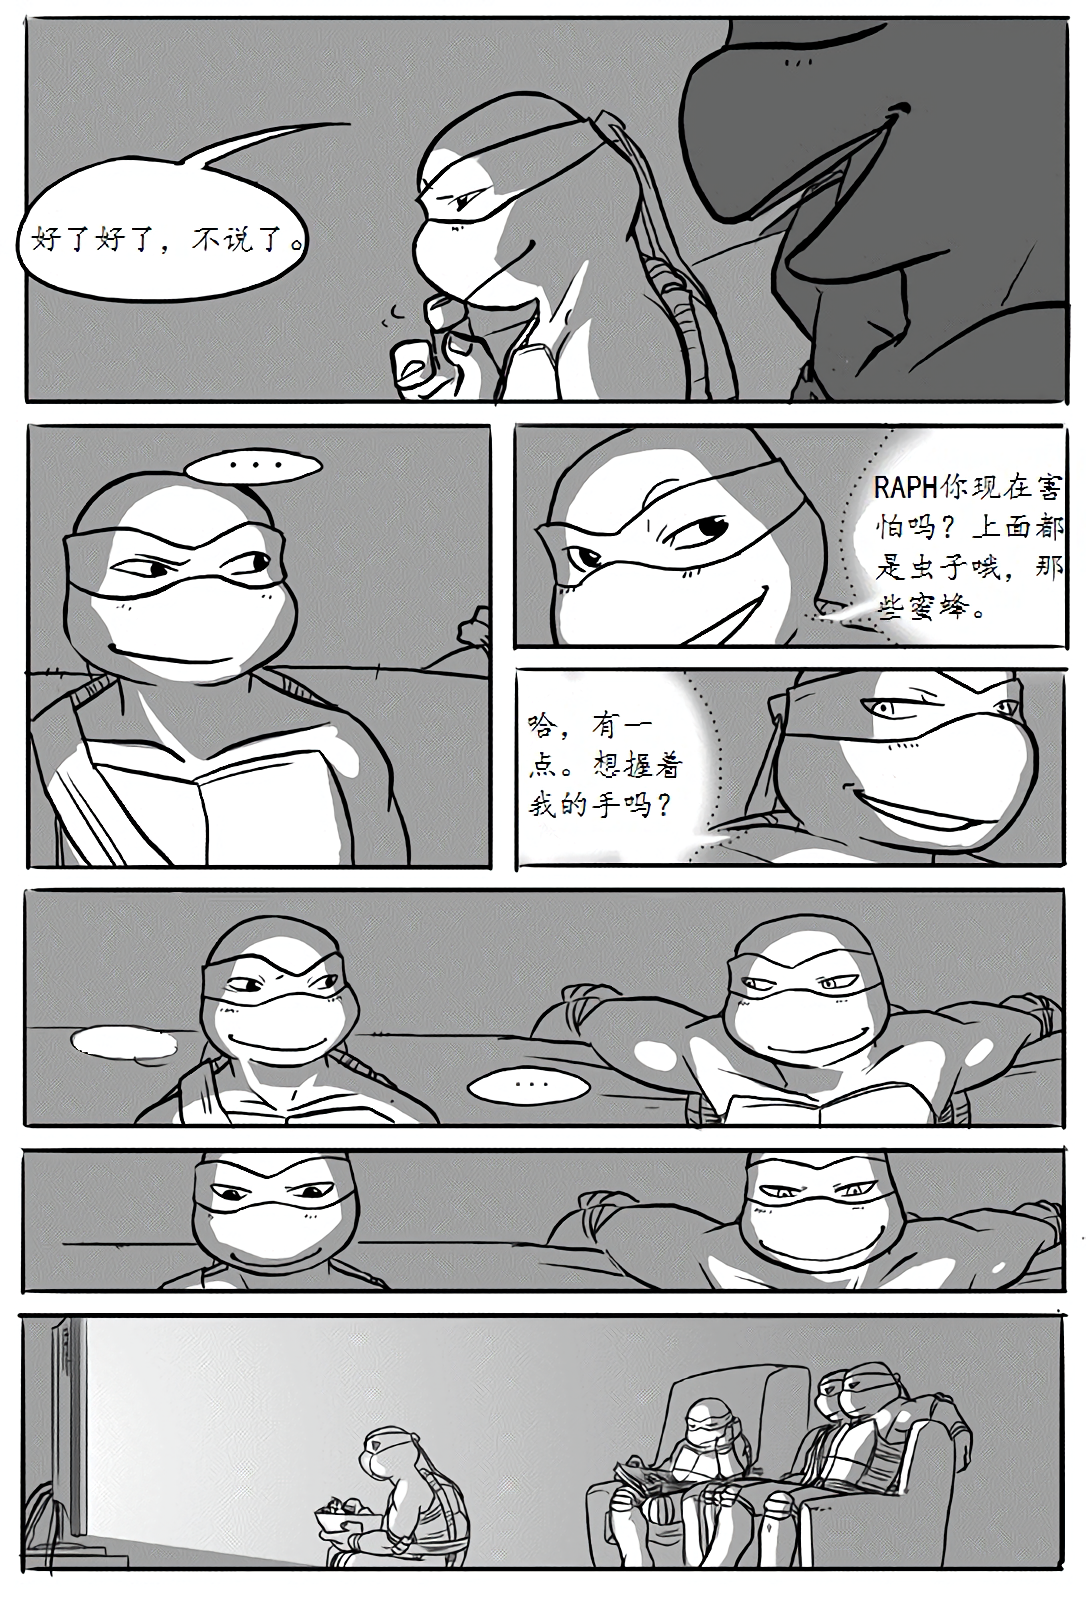 好了好了，不说了。
...
RAPH你现在害
怕吗？上面都
是虫子哦，那
些蜜蜂。
哈，有一
点。想握着
我的手吗？
...